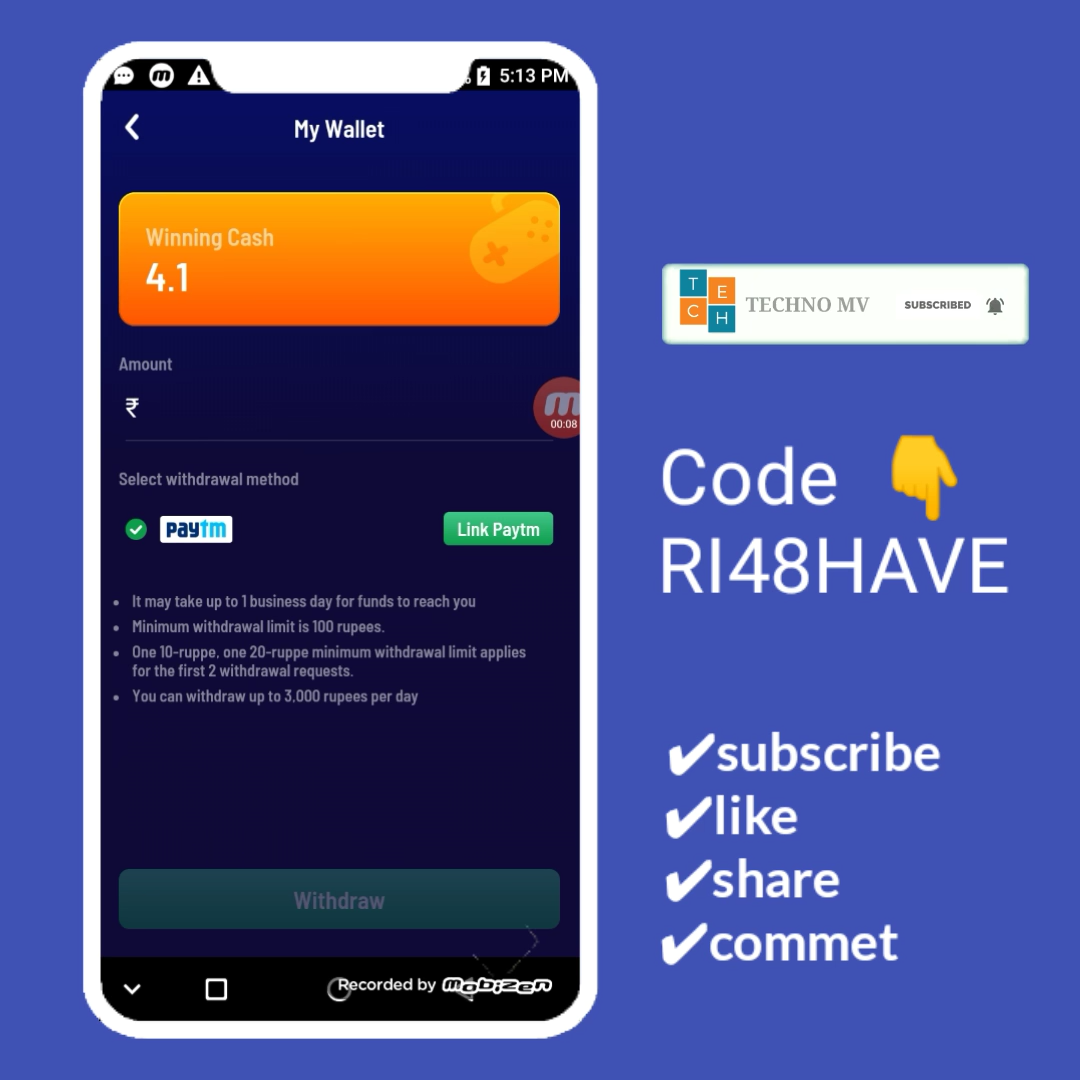 5:13 PM
My Wallet
Winning Cash
4.1
Amount
₹
00:08
Select withdrawal method
paytm
Link Paytm
• It may take up to 1 business day for funds to reach you
• Minimum withdrawal limit is 100 rupees.
• One 10-ruppe, one 20-ruppe minimum withdrawal limit applies
for the first 2 withdrawal requests.
• You can withdraw up to 3,000 rupees per day
Withdraw
Recorded by mobizen
T E C H TECHNO MV SUBSCRIBED
Code 👇
RI48HAVE
✔subscribe
✔like
✔share
✔commet